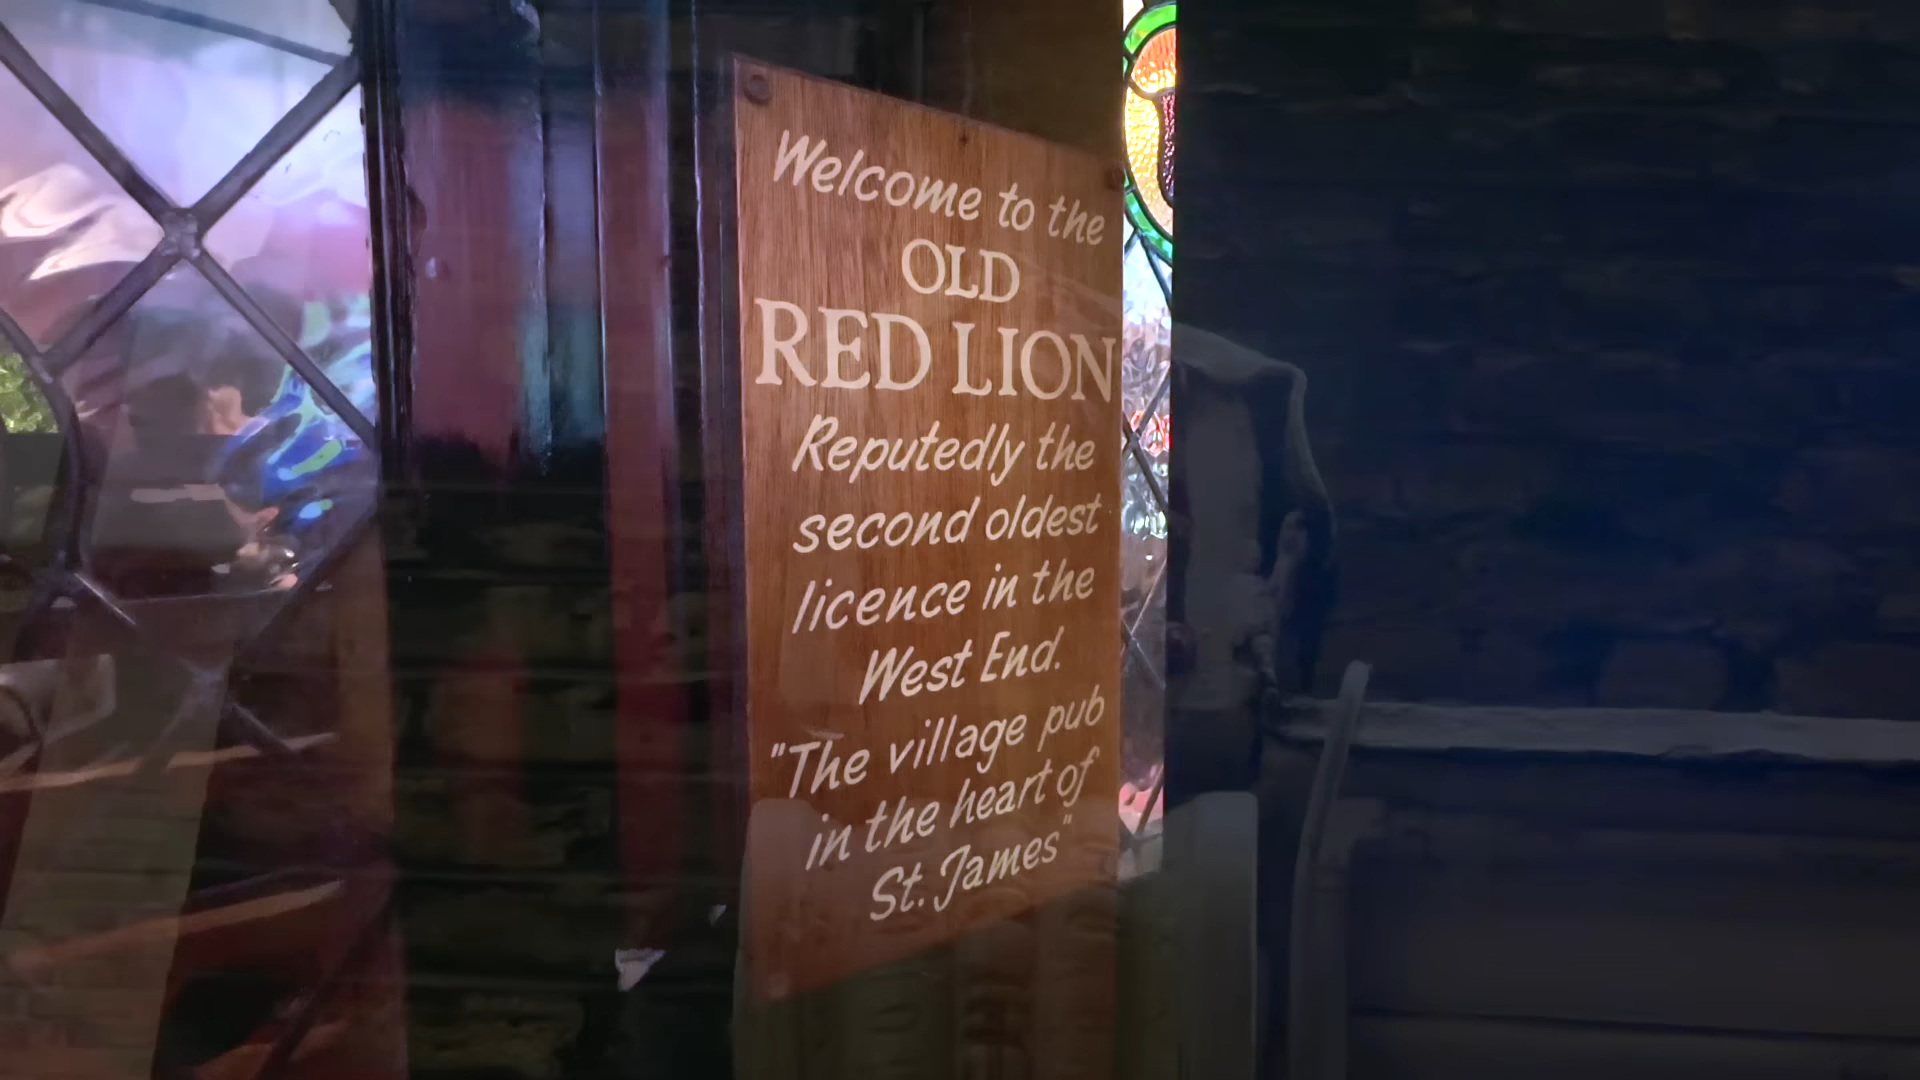 Welcome to the
OLD
RED LION
Reputedly the
second oldest
licence in the
West End.
"The village pub
in the heart of
St. James"